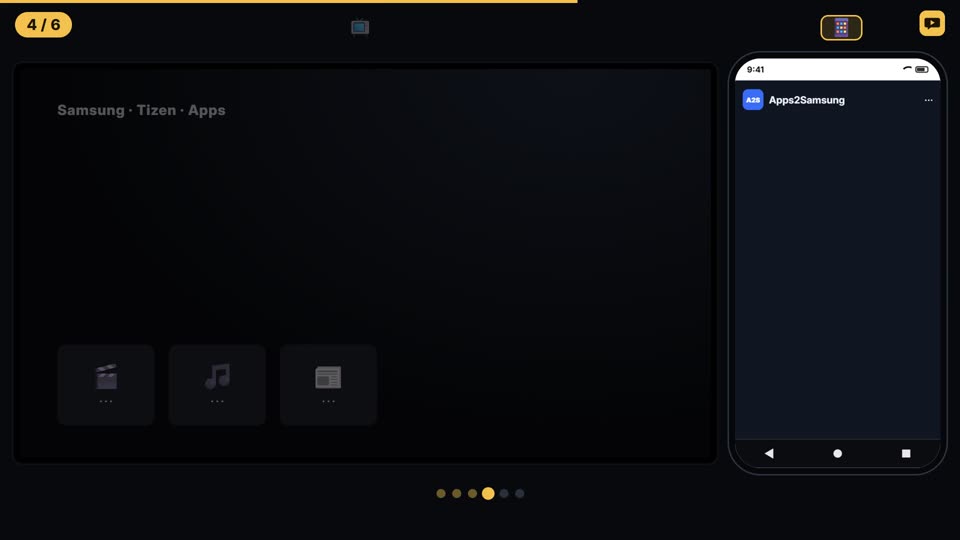 4 / 6
Samsung · Tizen · Apps
...
...
...
9:41
A2S Apps2Samsung ...